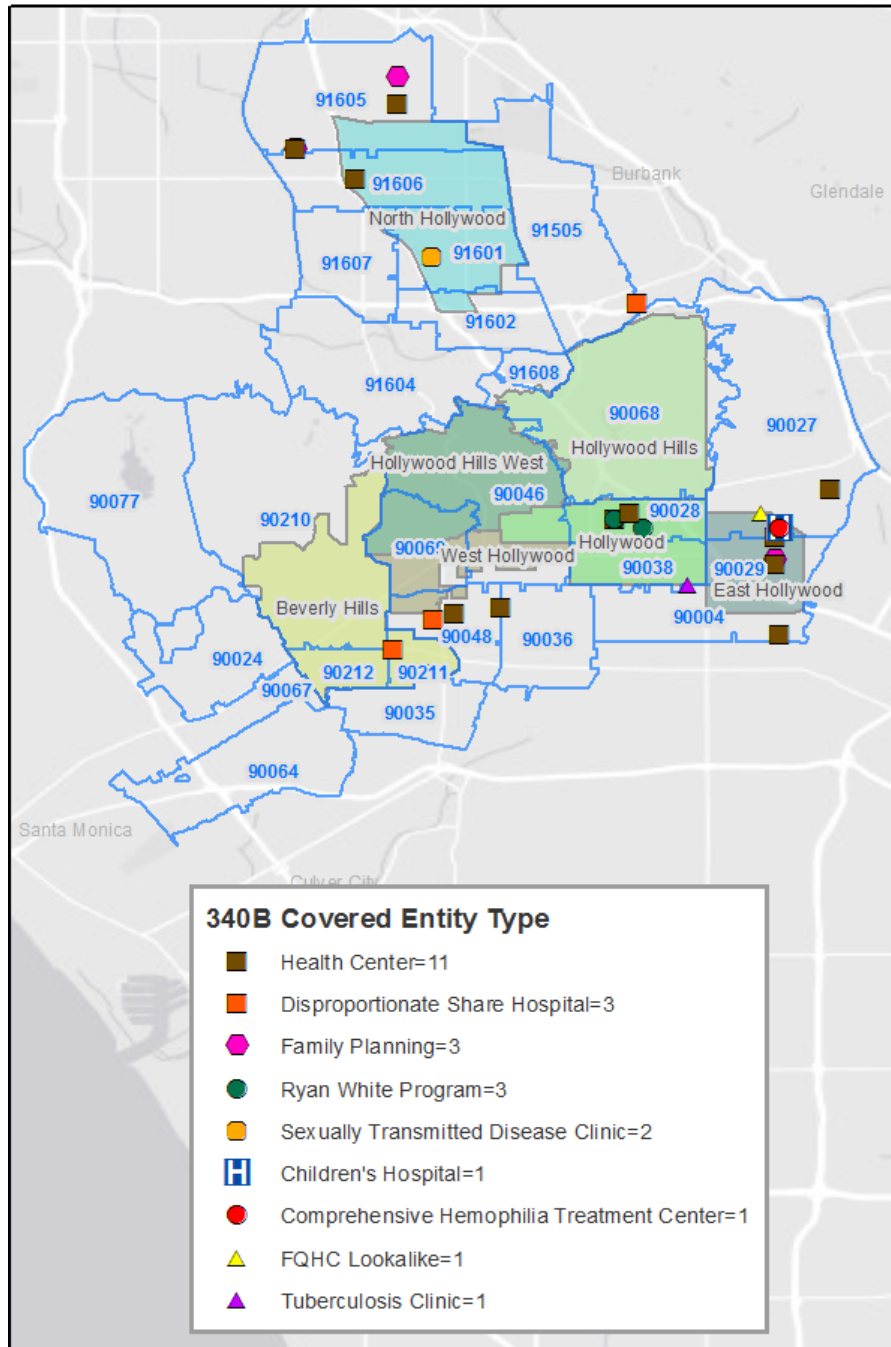 91605
Burbank
91606
Glendale
North Hollywood
91505
91601
91607
91602
91608
91604
90068
90027
Hollywood Hills
Hollywood Hills West
90046
90077
90210
90028
Hollywood
90069
West Hollywood
90038
90029
East Hollywood
Beverly Hills
90048
90036
90004
90024
90212
90211
90067
90035
90064
Santa Monica
Culver City
340B Covered Entity Type
Health Center=11
Disproportionate Share Hospital=3
Family Planning=3
Ryan White Program=3
Sexually Transmitted Disease Clinic=2
H
Children's Hospital=1
Comprehensive Hemophilia Treatment Center=1
FQHC Lookalike=1
Tuberculosis Clinic=1